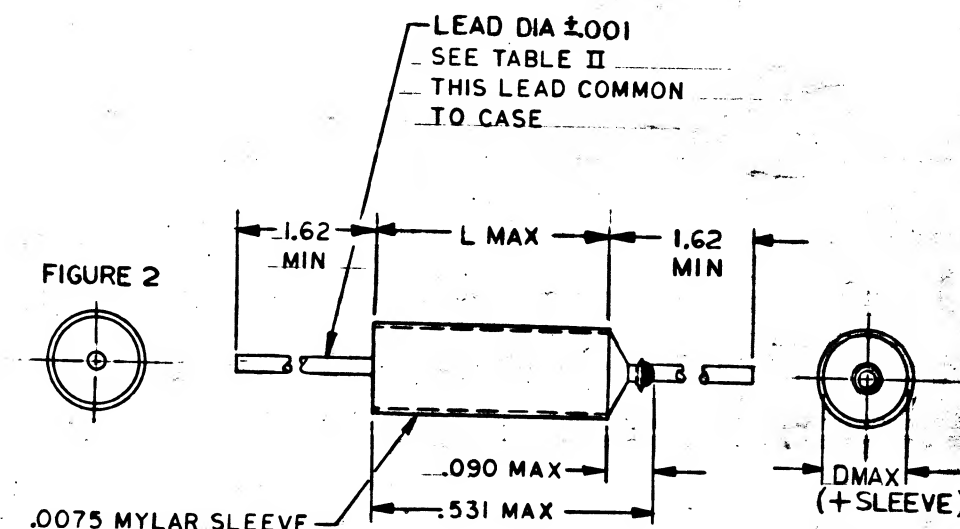 LEAD DIA ±.001
SEE TABLE II
THIS LEAD COMMON
TO CASE
1.62
MIN
L MAX
1.62
MIN
FIGURE 2
.090 MAX
.531 MAX
.0075 MYLAR SLEEVE
DMAX
(+SLEEVE)